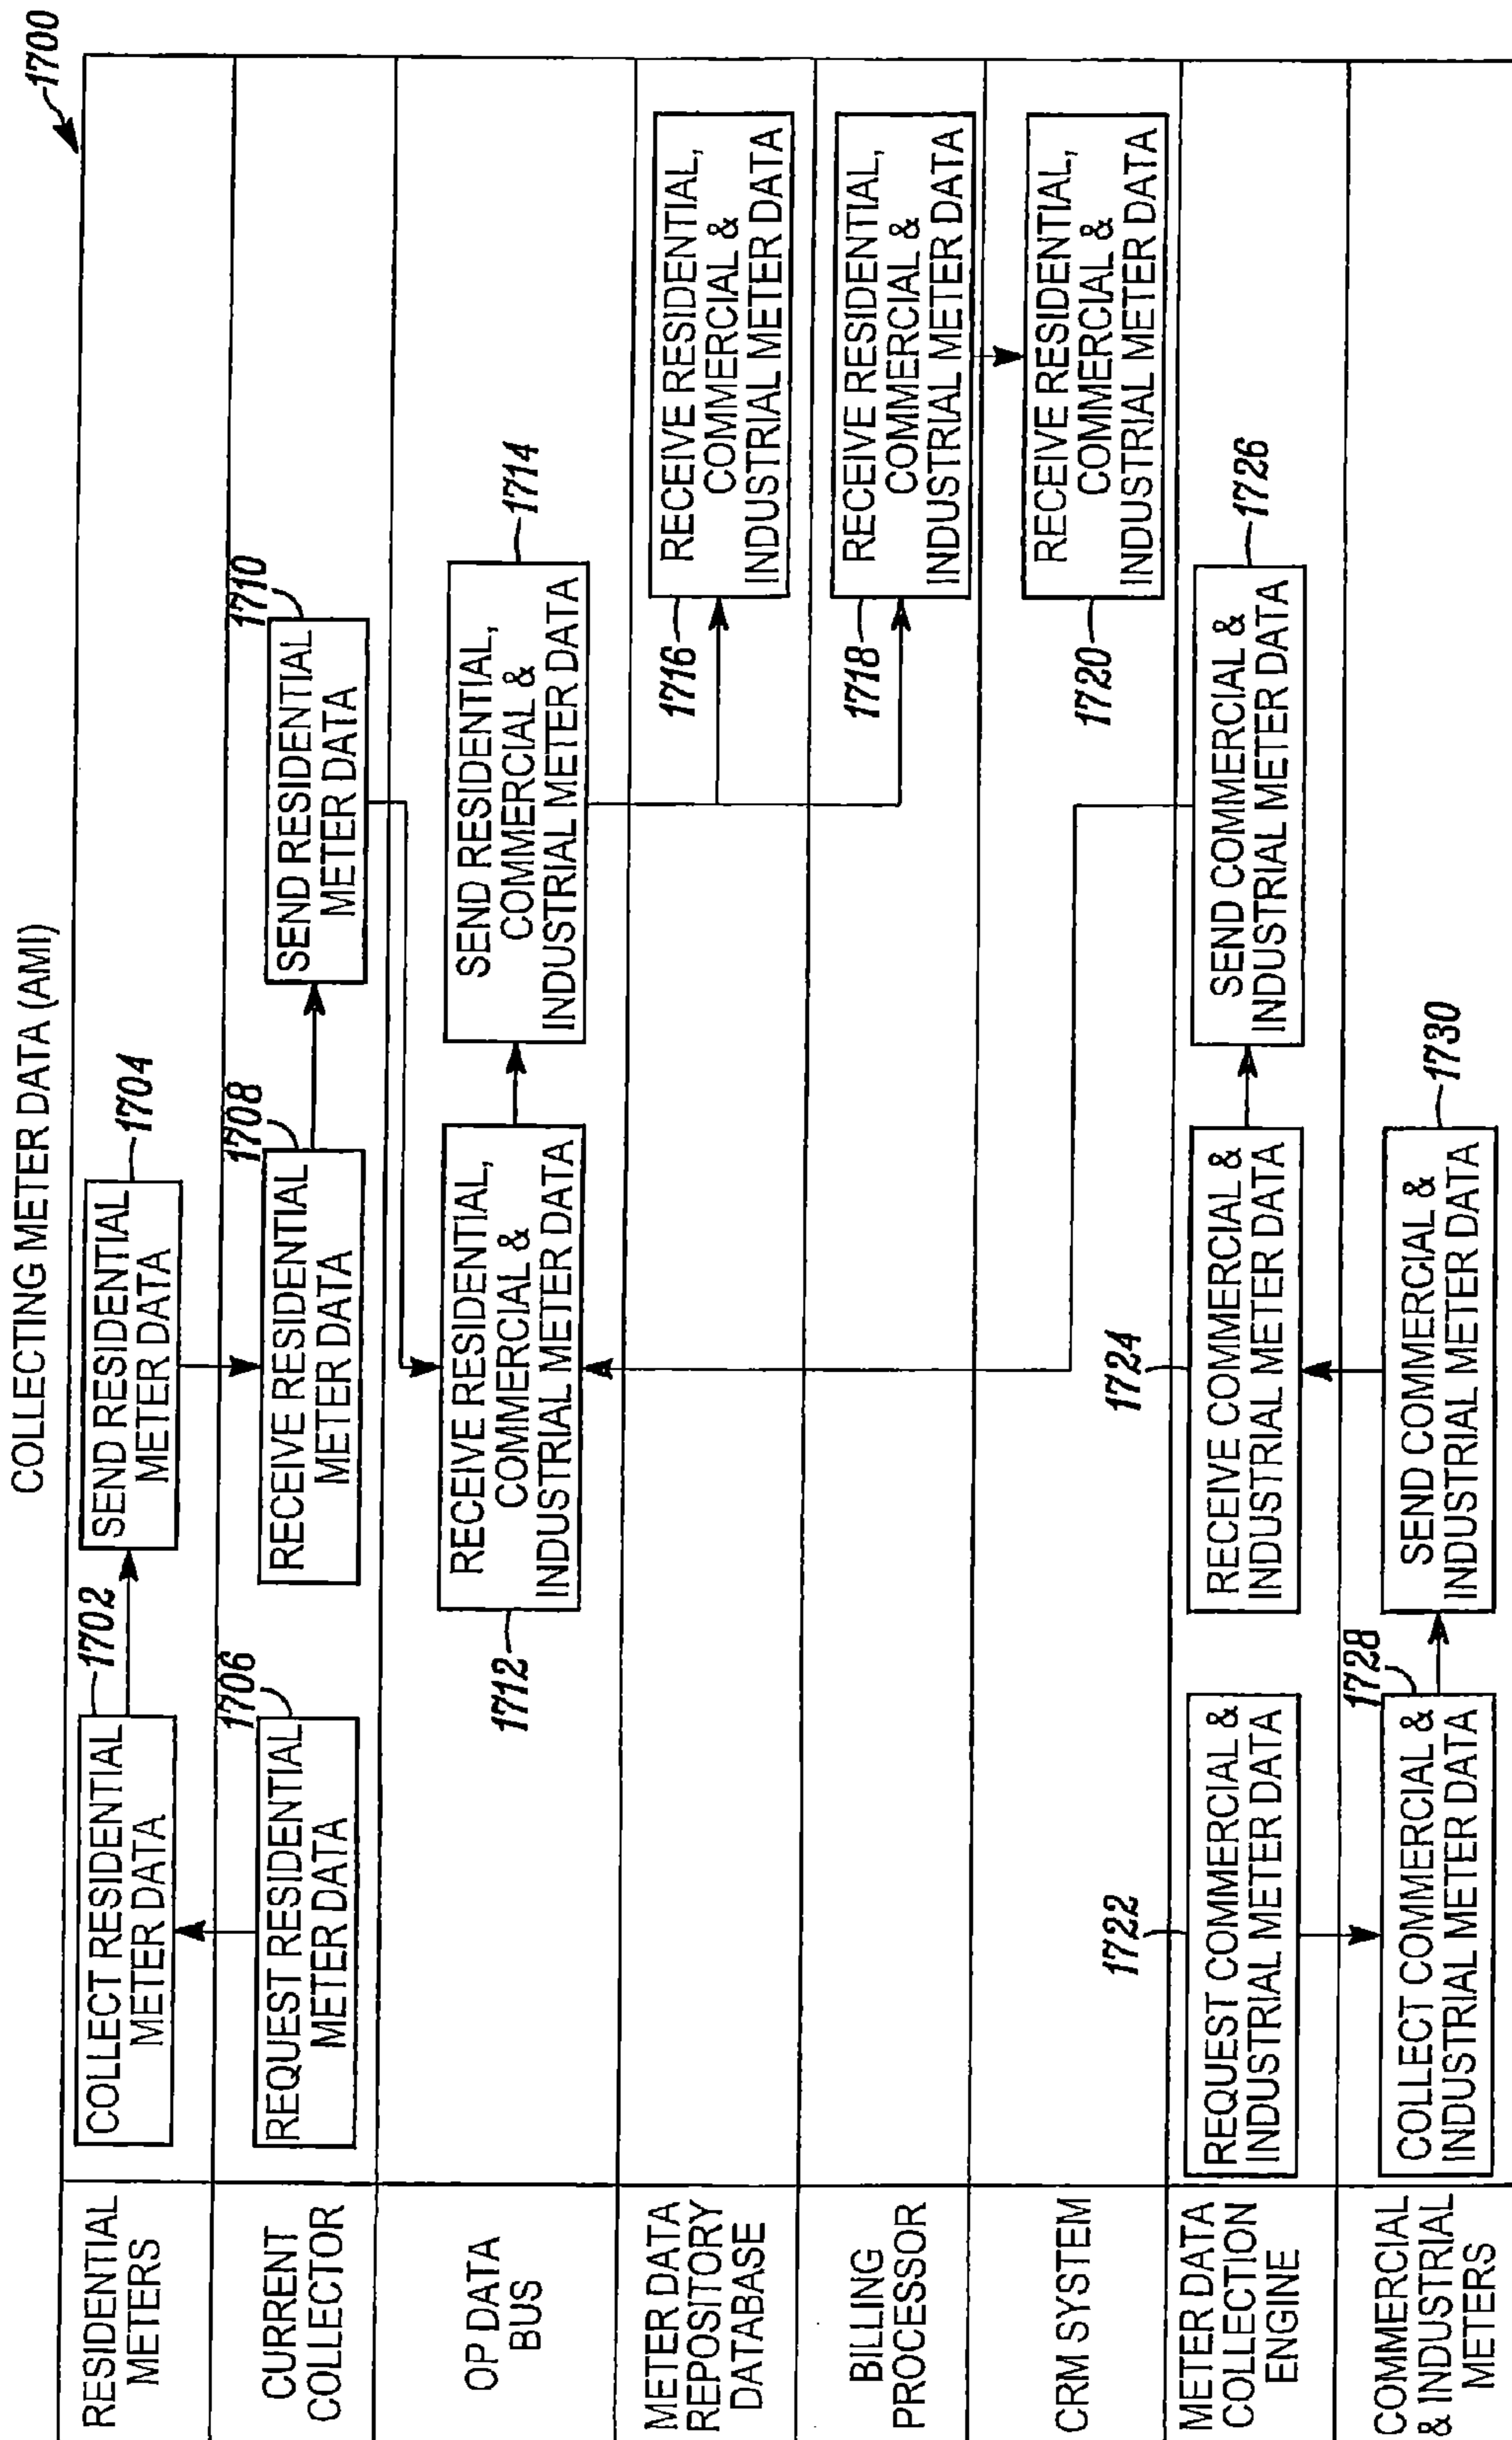 COLLECTING METER DATA (AMI)
1700
RESIDENTIAL
METERS
COLLECT RESIDENTIAL
METER DATA
1702
SEND RESIDENTIAL
METER DATA
1704
CURRENT
COLLECTOR
REQUEST RESIDENTIAL
METER DATA
1706
RECEIVE RESIDENTIAL
METER DATA
1708
SEND RESIDENTIAL
METER DATA
1710
OP DATA
BUS
1712
RECEIVE RESIDENTIAL,
COMMERCIAL &
INDUSTRIAL METER DATA
SEND RESIDENTIAL,
COMMERCIAL &
INDUSTRIAL METER DATA
1714
METER DATA
REPOSITORY
DATABASE
1716
RECEIVE RESIDENTIAL,
COMMERCIAL &
INDUSTRIAL METER DATA
BILLING
PROCESSOR
1718
RECEIVE RESIDENTIAL,
COMMERCIAL &
INDUSTRIAL METER DATA
CRM SYSTEM
1720
RECEIVE RESIDENTIAL,
COMMERCIAL &
INDUSTRIAL METER DATA
METER DATA
COLLECTION
ENGINE
1722
REQUEST COMMERCIAL &
INDUSTRIAL METER DATA
1724
RECEIVE COMMERCIAL &
INDUSTRIAL METER DATA
SEND COMMERCIAL &
INDUSTRIAL METER DATA
1726
COMMERCIAL
& INDUSTRIAL
METERS
COLLECT COMMERCIAL &
INDUSTRIAL METER DATA
1728
SEND COMMERCIAL &
INDUSTRIAL METER DATA
1730